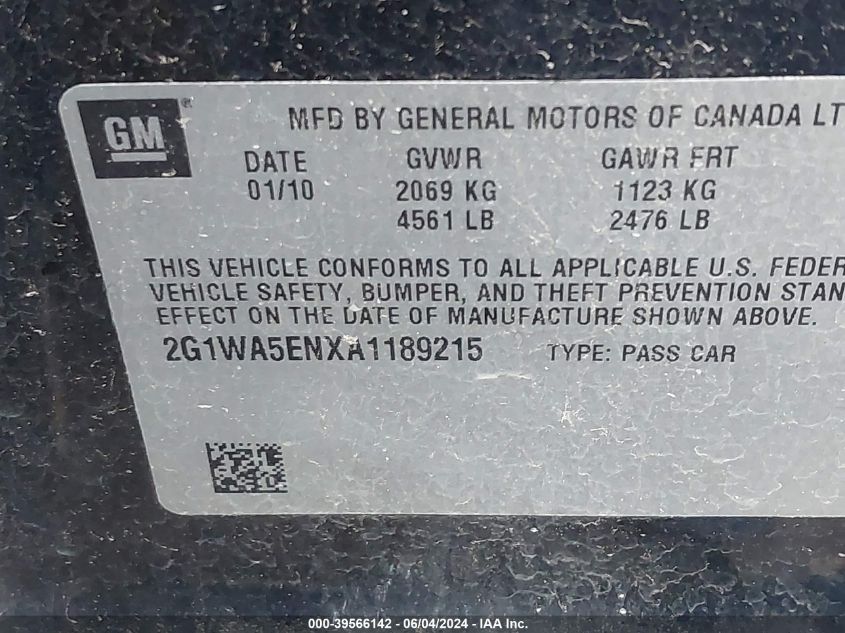 GM ®
MFD BY GENERAL MOTORS OF CANADA LT
DATE GVWR GAWR FRT
01/10 2069 KG 1123 KG
4561 LB 2476 LB
THIS VEHICLE CONFORMS TO ALL APPLICABLE U.S. FEDER
VEHICLE SAFETY, BUMPER, AND THEFT PREVENTION STAN
EFFECT ON THE DATE OF MANUFACTURE SHOWN ABOVE.
2G1WA5ENXA1189215 TYPE: PASS CAR
000-39566142 - 06/04/2024 - IAA Inc.